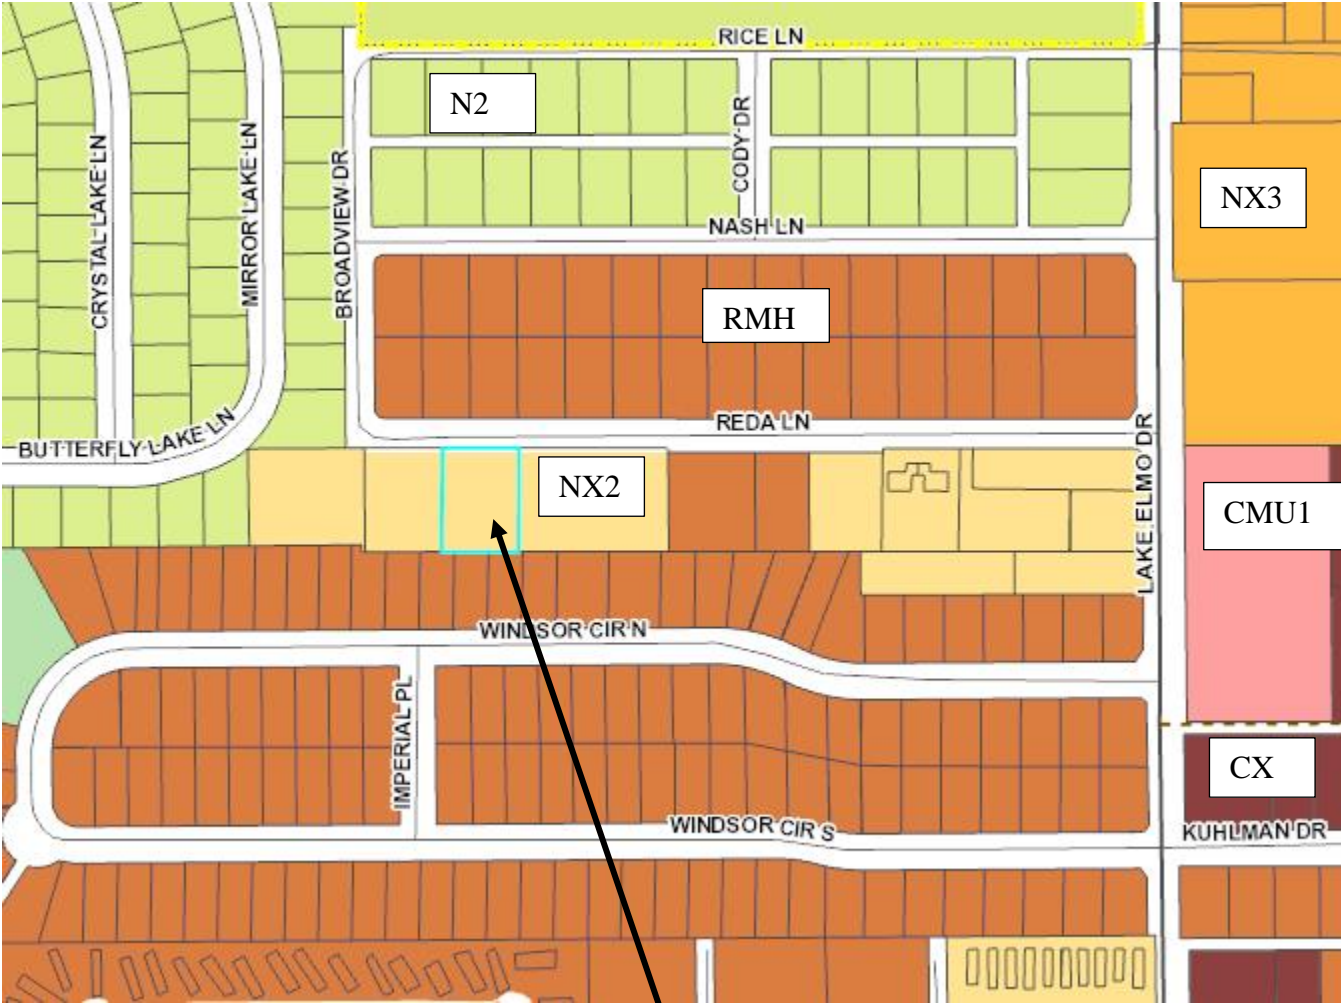 RICE LN
N2
CODY DR
CRYSTAL LAKE LN
MIRROR LAKE LN
BROADVIEW DR
NX3
NASH LN
RMH
REDA LN
BUTTERFLY LAKE LN
LAKE ELMO DR
NX2
CMU1
WINDSOR CIR N
IMPERIAL PL
CX
WINDSOR CIR S
KUHLMAN DR